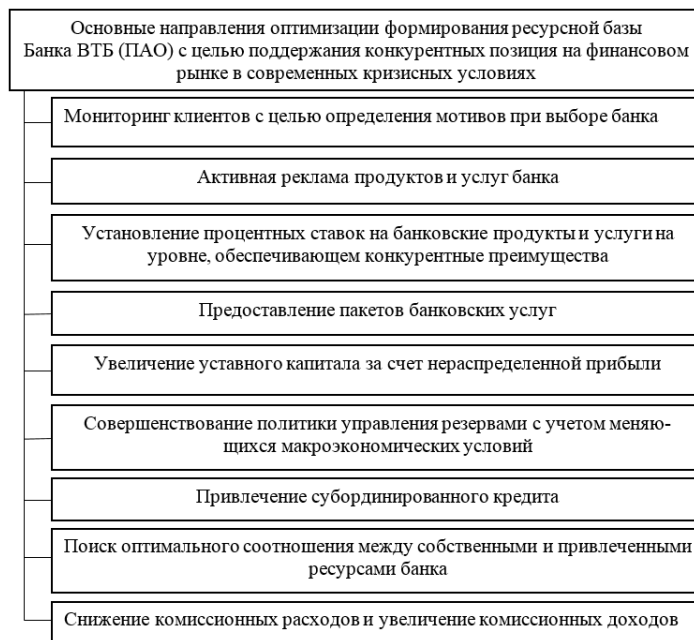 Основные направления оптимизации формирования ресурсной базы
Банка ВТБ (ПАО) с целью поддержания конкурентных позиция на финансовом
рынке в современных кризисных условиях
Мониторинг клиентов с целью определения мотивов при выборе банка
Активная реклама продуктов и услуг банка
Установление процентных ставок на банковские продукты и услуги на
уровне, обеспечивающем конкурентные преимущества
Предоставление пакетов банковских услуг
Увеличение уставного капитала за счет нераспределенной прибыли
Совершенствование политики управления резервами с учетом меняю-
щихся макроэкономических условий
Привлечение субординированного кредита
Поиск оптимального соотношения между собственными и привлеченными
ресурсами банка
Снижение комиссионных расходов и увеличение комиссионных доходов